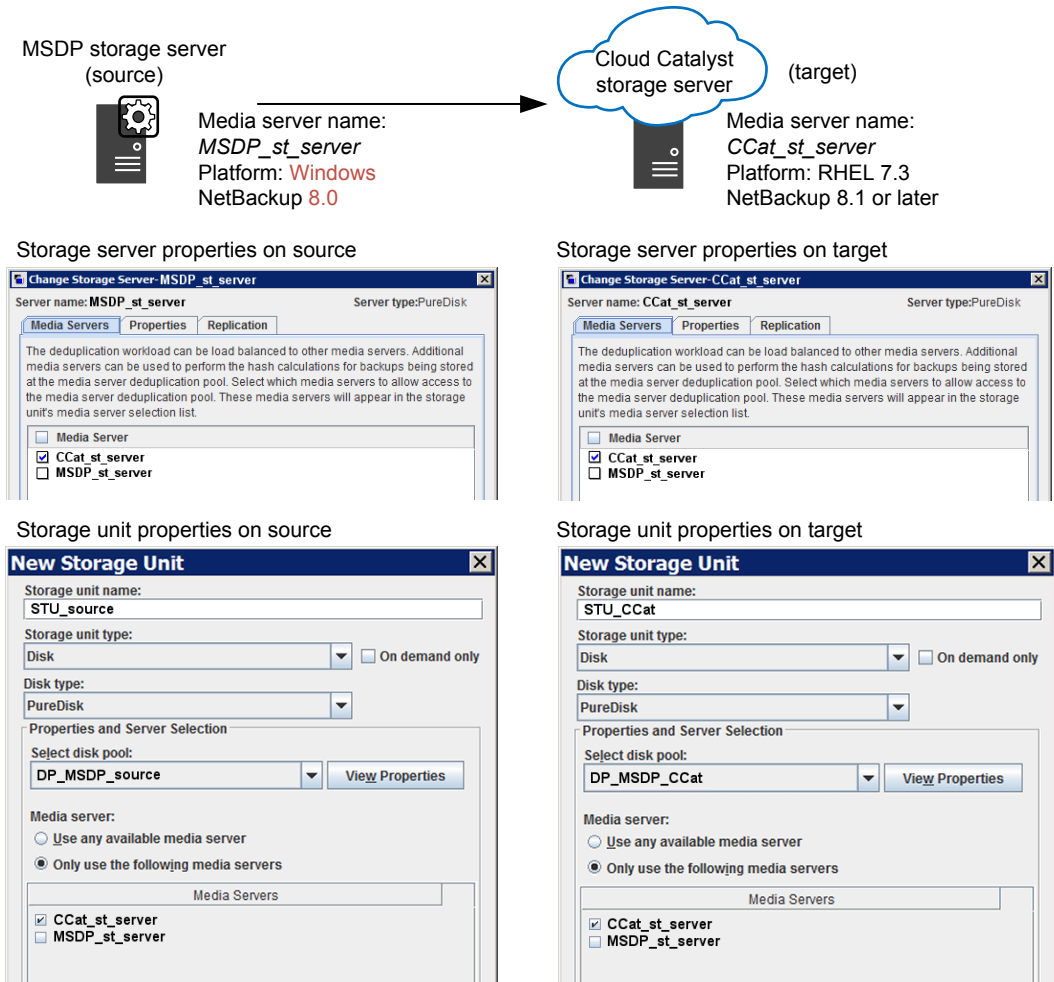 MSDP storage server
(source)
Cloud Catalyst
storage server
(target)
Media server name:
MSDP_st_server
Platform: Windows
NetBackup 8.0
Media server name:
CCat_st_server
Platform: RHEL 7.3
NetBackup 8.1 or later
Storage server properties on source
Change Storage Server-MSDP_st_server
Server name: MSDP_st_server
Server type:PureDisk
Media Servers
Properties
Replication
The deduplication workload can be load balanced to other media servers. Additional
media servers can be used to perform the hash calculations for backups being stored
at the media server deduplication pool. Select which media servers to allow access to
the media server deduplication pool. These media servers will appear in the storage
unit's media server selection list.
Media Server
CCat_st_server
MSDP_st_server
Storage server properties on target
Change Storage Server-CCat_st_server
Server name: CCat_st_server
Server type:PureDisk
Media Servers
Properties
Replication
The deduplication workload can be load balanced to other media servers. Additional
media servers can be used to perform the hash calculations for backups being stored
at the media server deduplication pool. Select which media servers to allow access to
the media server deduplication pool. These media servers will appear in the storage
unit's media server selection list.
Media Server
CCat_st_server
MSDP_st_server
Storage unit properties on source
New Storage Unit
Storage unit name:
STU_source
Storage unit type:
Disk
On demand only
Disk type:
PureDisk
Properties and Server Selection
Select disk pool:
DP_MSDP_source
View Properties
Media server:
Use any available media server
Only use the following media servers
Media Servers
CCat_st_server
MSDP_st_server
Storage unit properties on target
New Storage Unit
Storage unit name:
STU_CCat
Storage unit type:
Disk
On demand only
Disk type:
PureDisk
Properties and Server Selection
Select disk pool:
DP_MSDP_CCat
View Properties
Media server:
Use any available media server
Only use the following media servers
Media Servers
CCat_st_server
MSDP_st_server